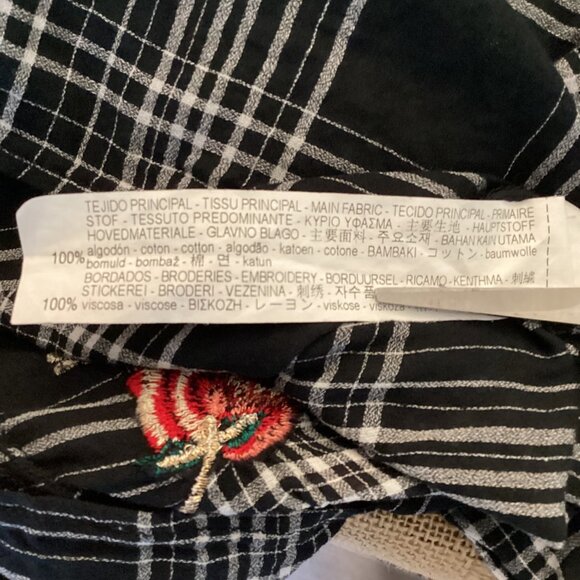 TEJIDO PRINCIPAL - TISSU PRINCIPAL - MAIN FABRIC - TECIDO PRINCIPAL - PRIMAIRE
STOF - TESSUTO PREDOMINANTE - ΚΥΡΙΟ ΥΦΑΣΜΑ - 主要生地 - HAUPTSTOFF
HOVEDMATERIALE - GLAVNO BLAGO - 主要面料 - 주요소재 - BAHAN KAIN UTAMA
100% algodón - coton - cotton - algodão - katoen - cotone - BAMBAKI - コットン - baumwolle
bomuld - bombaž - 棉 - 면 - katun
BORDADOS - BRODERIES - EMBROIDERY - BORDUURSEL - RICAMO - KENTHMA - 刺繍
STICKEREI - BRODERI - VEZENINA - 刺绣 - 자수품
100% viscosa - viscose - ΒΙΣΚΟΖΗ - レーヨン - viskose - viskoza